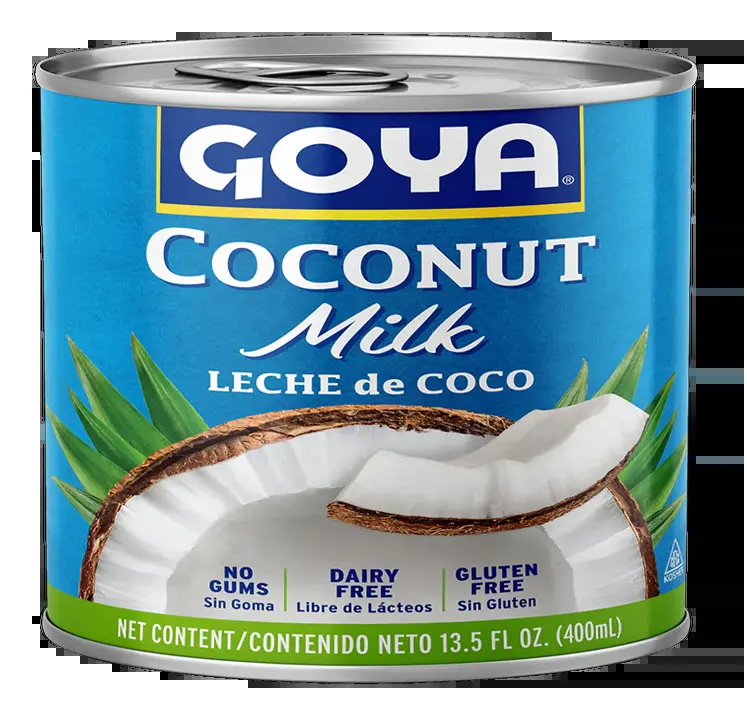 GOYA®
COCONUT
Milk
LECHE de COCO
NO GUMS
Sin Goma
DAIRY FREE
Libre de Lácteos
GLUTEN FREE
Sin Gluten
KOSHER
NET CONTENT/CONTENIDO NETO 13.5 FL OZ. (400mL)